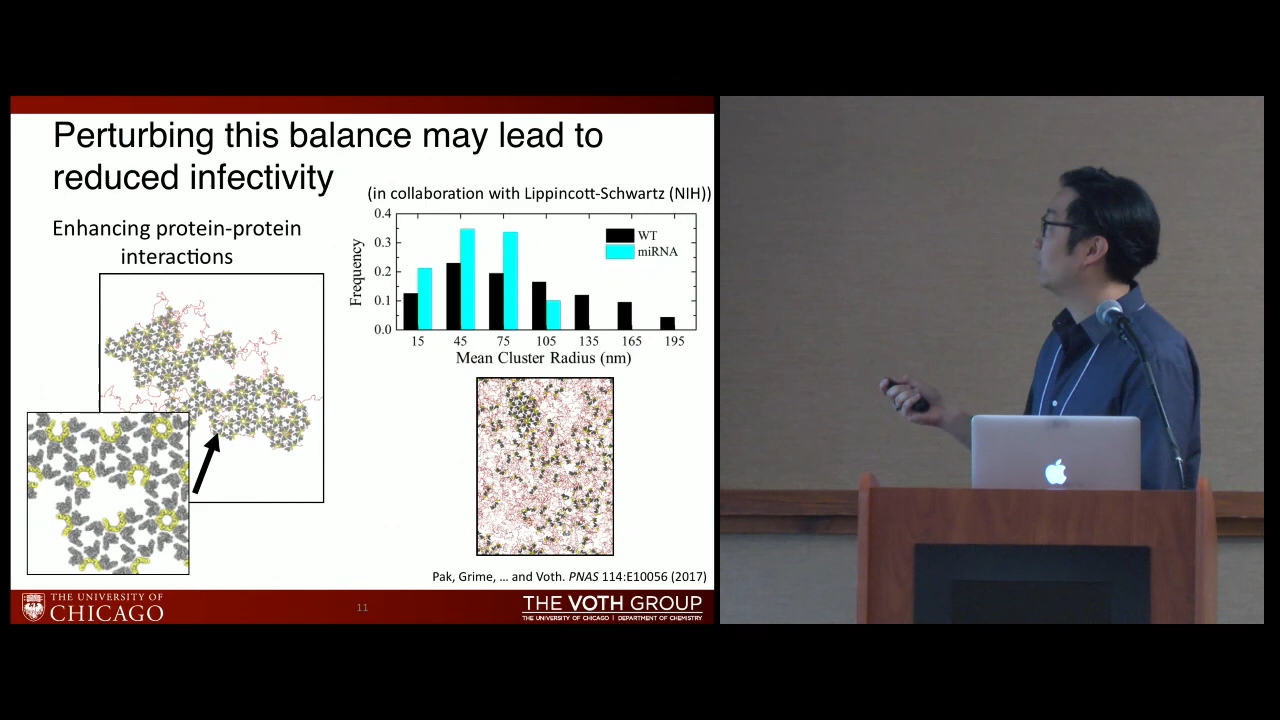 Perturbing this balance may lead to
reduced infectivity
(in collaboration with Lippincott-Schwartz (NIH))
Enhancing protein-protein
interactions
0.4
0.3
0.2
0.1
0.0
Frequency
WT
miRNA
15 45 75 105 135 165 195
Mean Cluster Radius (nm)
Pak, Grime, … and Voth. PNAS 114:E10056 (2017)
THE UNIVERSITY OF
CHICAGO
11
THE VOTH GROUP
THE UNIVERSITY OF CHICAGO | DEPARTMENT OF CHEMISTRY